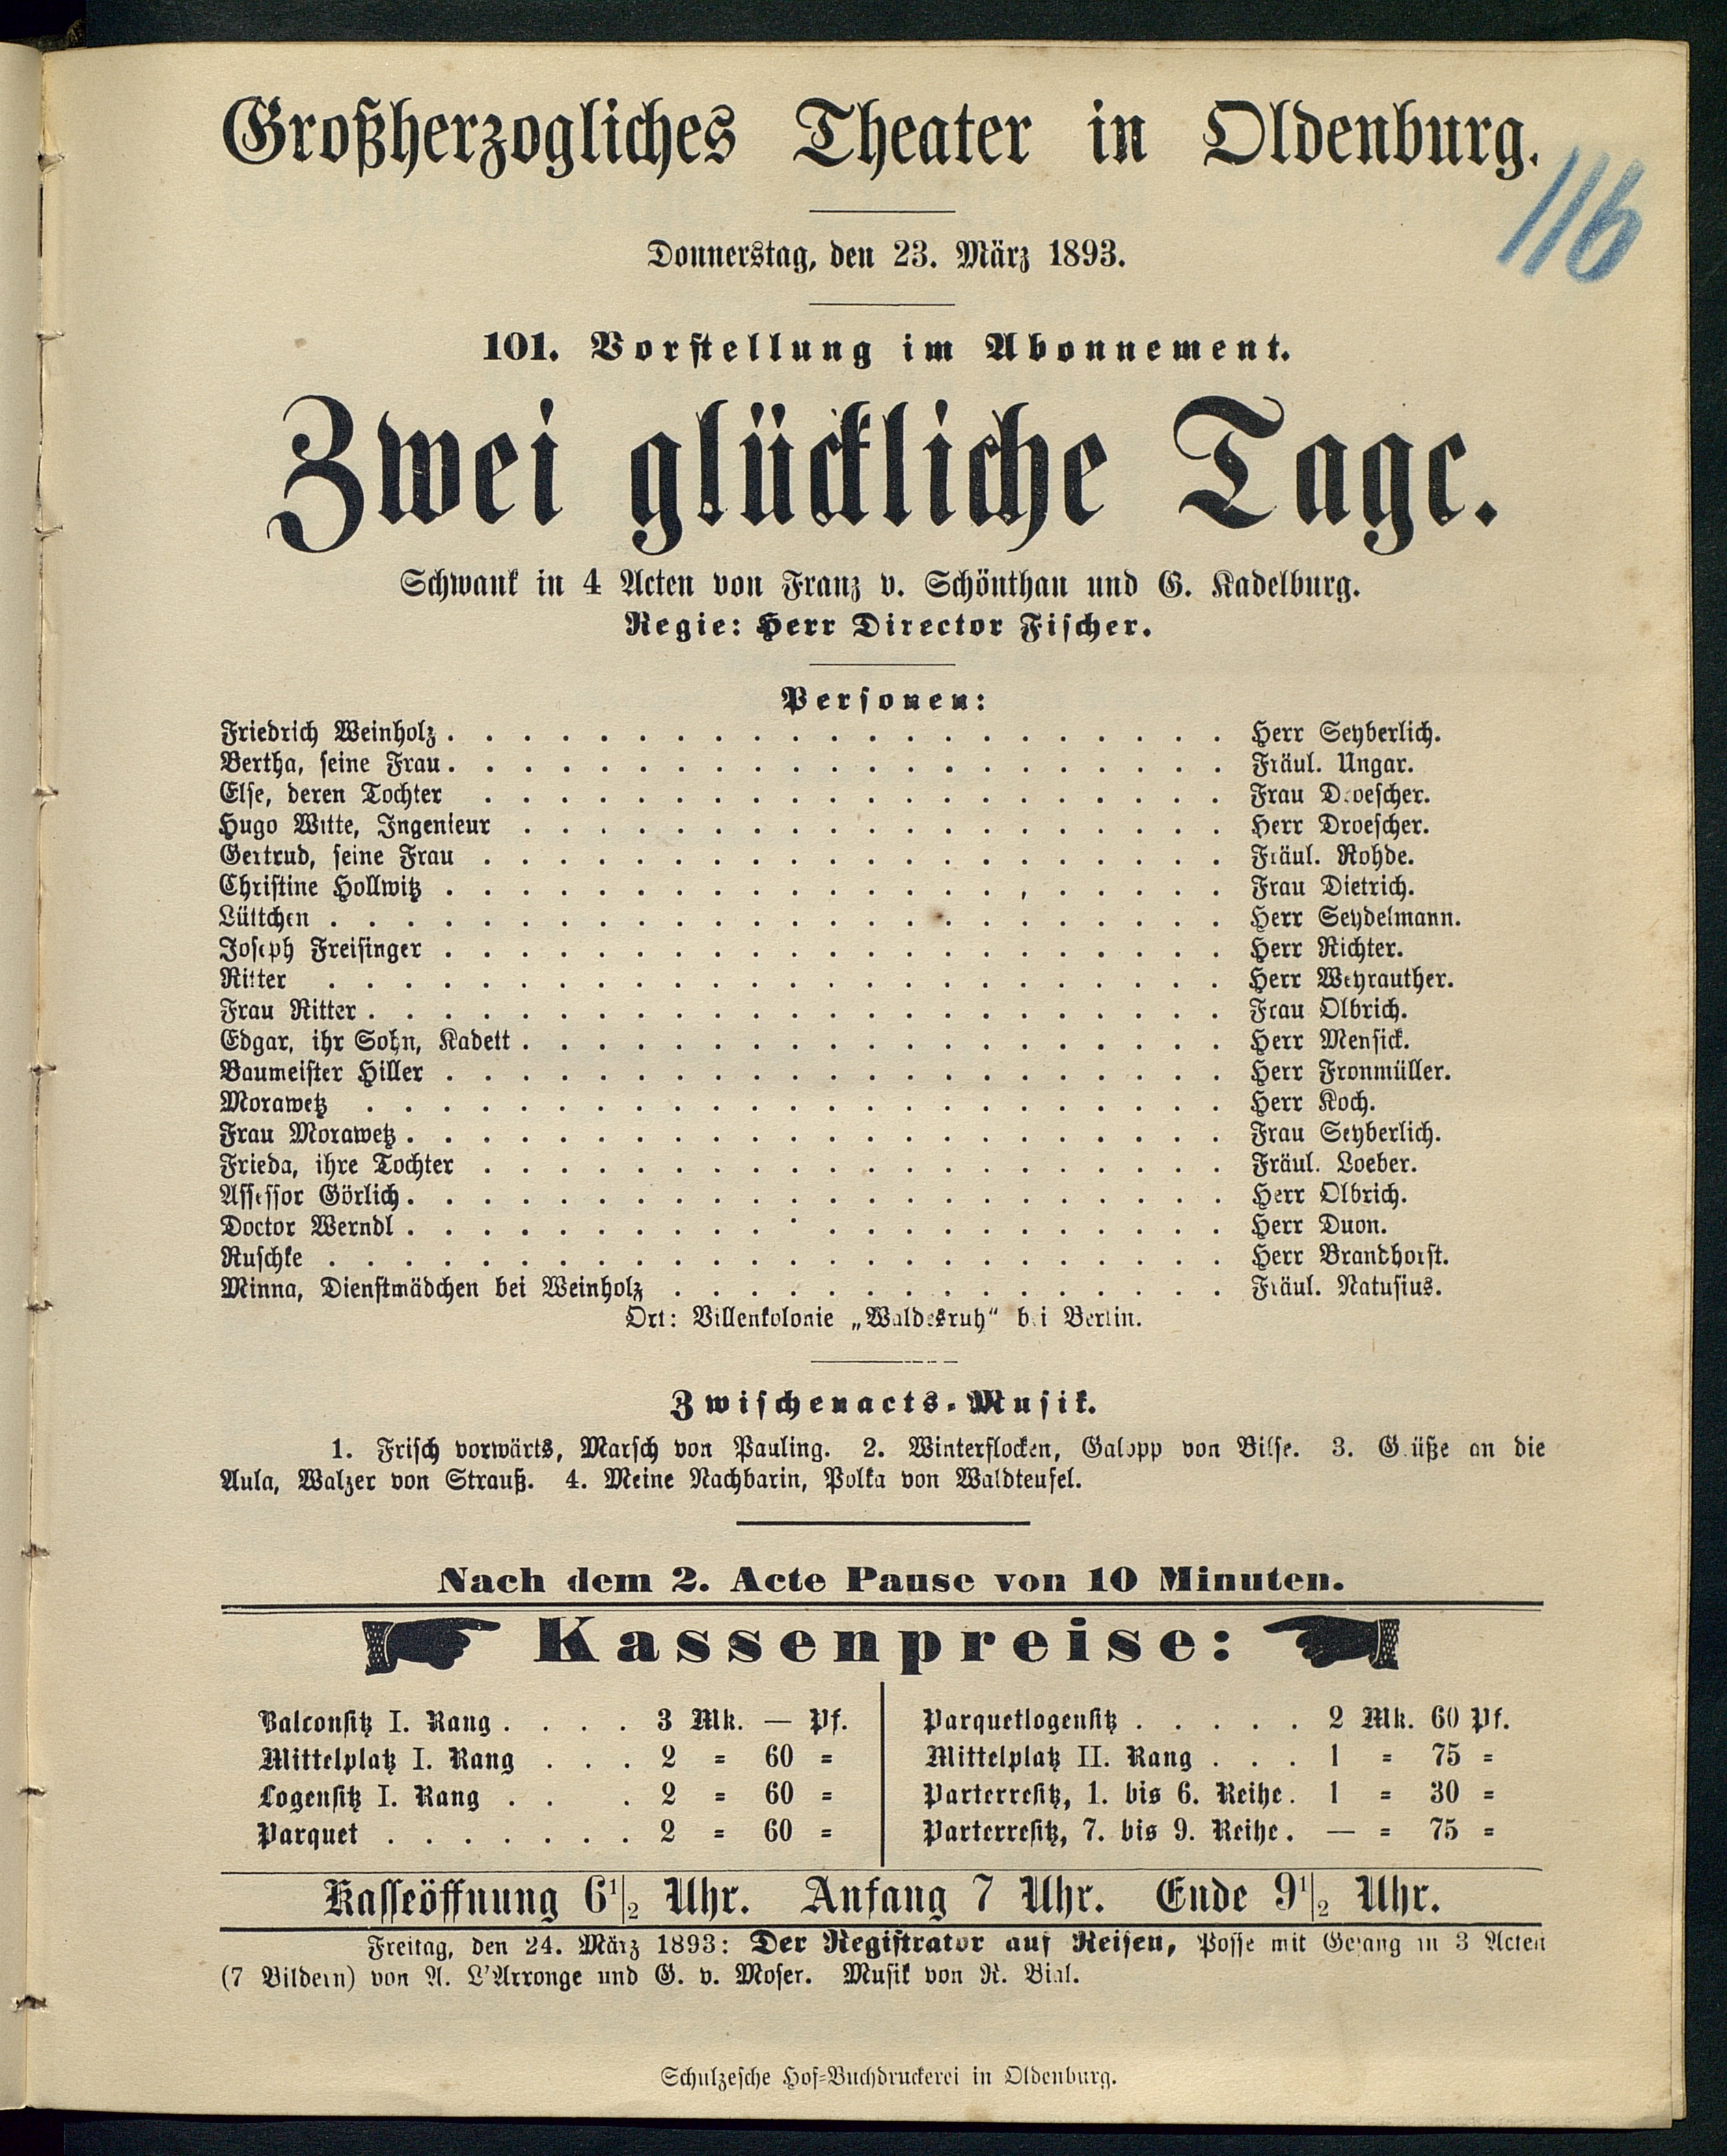 Großherzogliches Theater in Oldenburg.
116
Donnerstag, den 23. März 1893.
101. Vorstellung im Abonnement.
Zwei glückliche Tage.
Schwank in 4 Acten von Franz v. Schönthan und G. Kadelburg.
Regie: Herr Director Fischer.
Personen:
Friedrich Weinholz . . . . . . . . . . . . . . . . . . . . . Herr Seyberlich.
Bertha, seine Frau . . . . . . . . . . . . . . . . . . . . . Fräul. Ungar.
Else, deren Tochter . . . . . . . . . . . . . . . . . . . . Frau Droescher.
Hugo Witte, Ingenieur . . . . . . . . . . . . . . . . . . . Herr Droescher.
Gertrud, seine Frau . . . . . . . . . . . . . . . . . . . . Fräul. Rohde.
Christine Hollwitz . . . . . . . . . . . . . . . . . . . . . Frau Dietrich.
Lüttchen . . . . . . . . . . . . . . . . . . . . . . . . Herr Seydelmann.
Joseph Freisinger . . . . . . . . . . . . . . . . . . . . . Herr Richter.
Ritter . . . . . . . . . . . . . . . . . . . . . . . . Herr Weyrauther.
Frau Ritter . . . . . . . . . . . . . . . . . . . . . . . Frau Olbrich.
Edgar, ihr Sohn, Kadett . . . . . . . . . . . . . . . . . . . Herr Mensick.
Baumeister Hiller . . . . . . . . . . . . . . . . . . . . . Herr Fronmüller.
Morawetz . . . . . . . . . . . . . . . . . . . . . . . Herr Koch.
Frau Morawetz . . . . . . . . . . . . . . . . . . . . . . Frau Seyberlich.
Frieda, ihre Tochter . . . . . . . . . . . . . . . . . . . . Fräul. Loeber.
Assessor Görlich . . . . . . . . . . . . . . . . . . . . . . Herr Olbrich.
Doctor Werndl . . . . . . . . . . . . . . . . . . . . . . Herr Duon.
Ruschke . . . . . . . . . . . . . . . . . . . . . . . . Herr Brandhorst.
Minna, Dienstmädchen bei Weinholz . . . . . . . . . . . . . . . Fräul. Natusius.
Ort: Villenkolonie „Waldesruh“ bei Berlin.
Zwischenacts-Musik.
1. Frisch vorwärts, Marsch von Pauling. 2. Winterflocken, Galopp von Bilse. 3. Grüße an die
Aula, Walzer von Strauß. 4. Meine Nachbarin, Polka von Waldteufel.
Nach dem 2. Acte Pause von 10 Minuten.
Kassenpreise:
Balconsitz I. Rang . . . . 3 Mk. — Pf.
Mittelplatz I. Rang . . . 2 = 60 =
Logensitz I. Rang . . . 2 = 60 =
Parquet . . . . . . . 2 = 60 =
Parquetlogensitz . . . . . 2 Mk. 60 Pf.
Mittelplatz II. Rang . . . 1 = 75 =
Parterresitz, 1. bis 6. Reihe. 1 = 30 =
Parterresitz, 7. bis 9. Reihe. — = 75 =
Kasseöffnung 6 1/2 Uhr. Anfang 7 Uhr. Ende 9 1/2 Uhr.
Freitag, den 24. März 1893: Der Registrator auf Reisen, Posse mit Gesang in 3 Acten
(7 Bildern) von A. L'Arronge und G. v. Moser. Musik von R. Bial.
Schulzesche Hof=Buchdruckerei in Oldenburg.